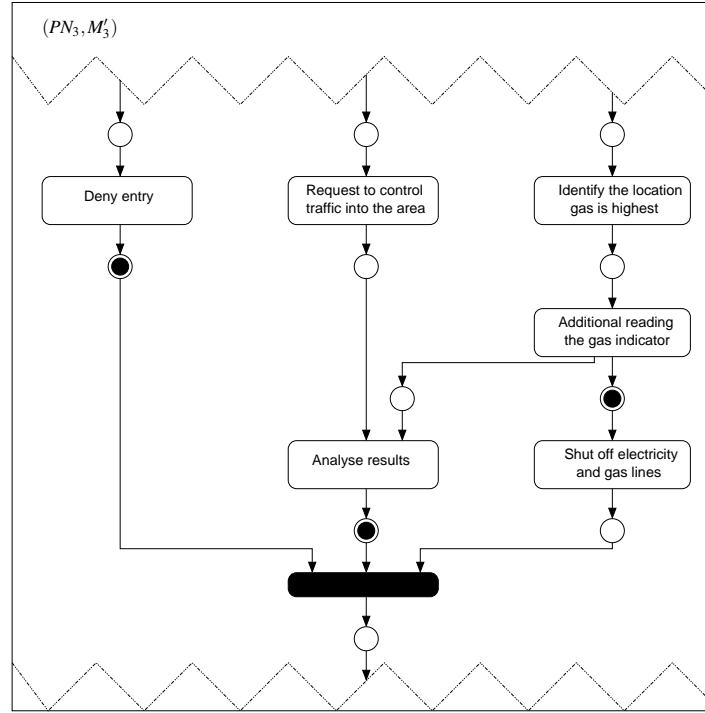 (PN₃, M′₃)
Deny entry
Request to control
traffic into the area
Identify the location
gas is highest
Additional reading
the gas indicator
Analyse results
Shut off electricity
and gas lines